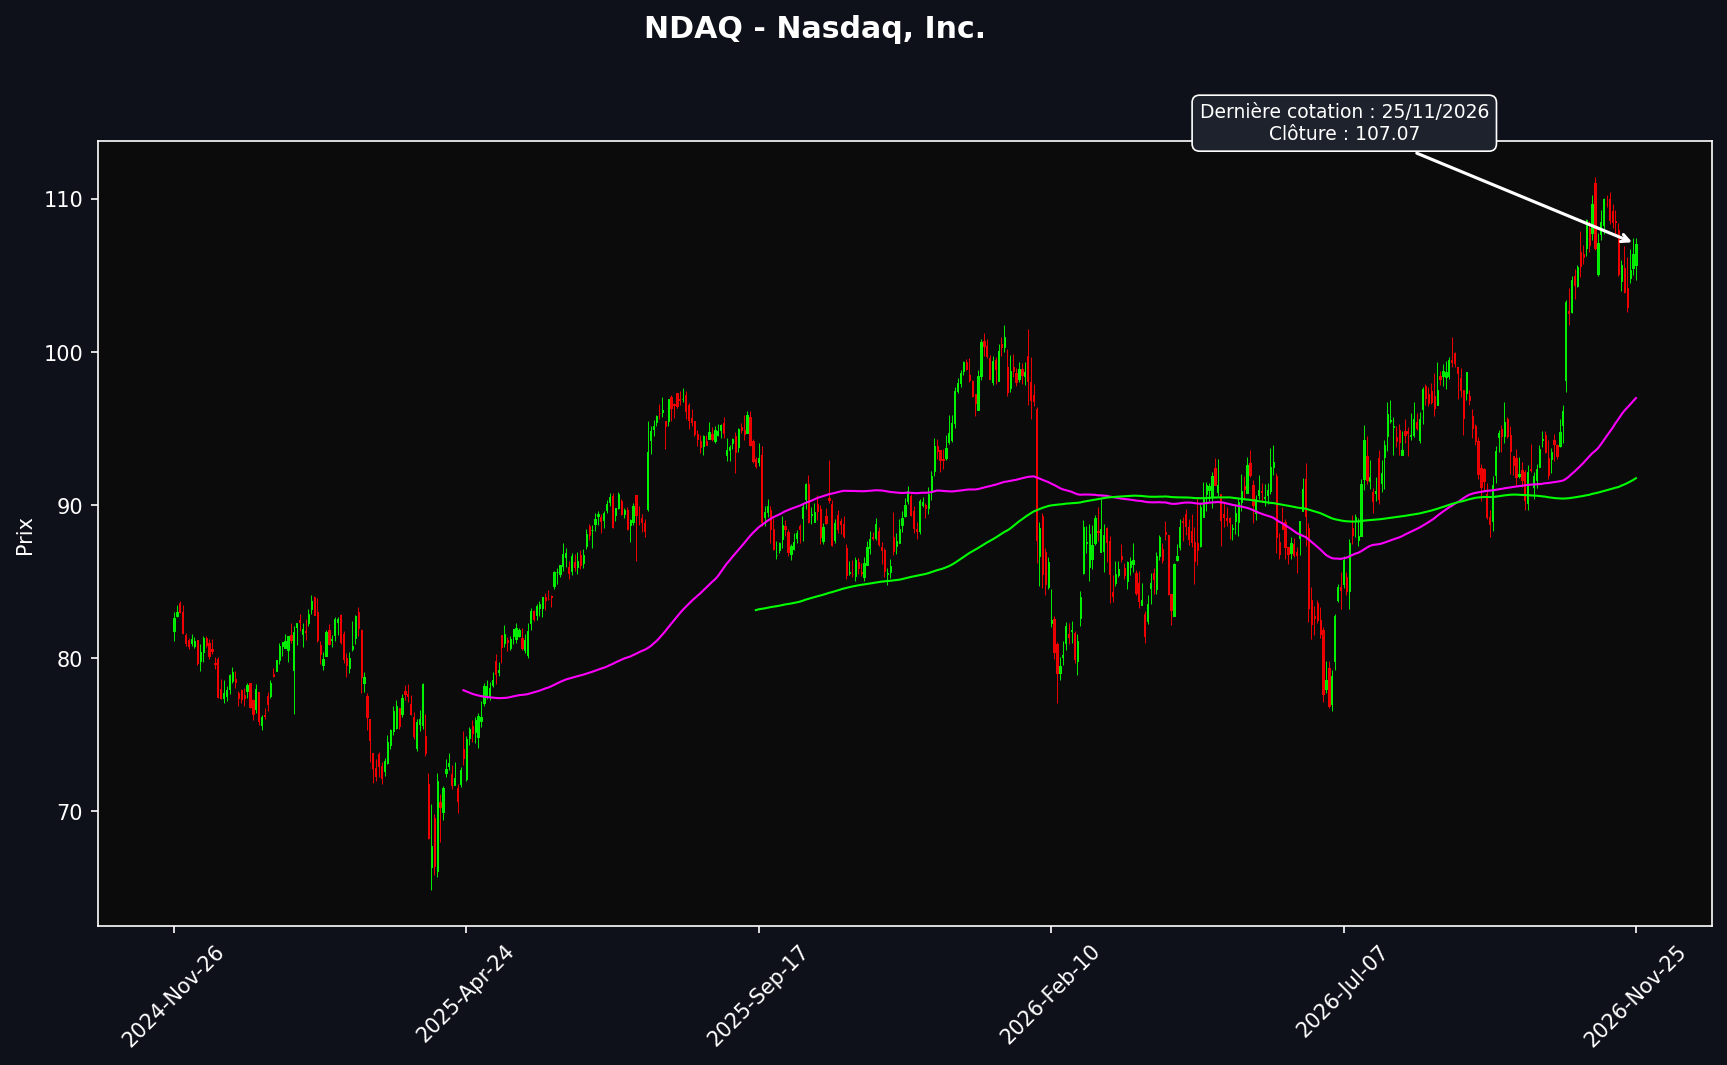 NDAQ - Nasdaq, Inc.
Dernière cotation : 25/11/2026
Clôture : 107.07
Prix
110
100
90
80
70
2024-Nov-26
2025-Apr-24
2025-Sep-17
2026-Feb-10
2026-Jul-07
2026-Nov-25